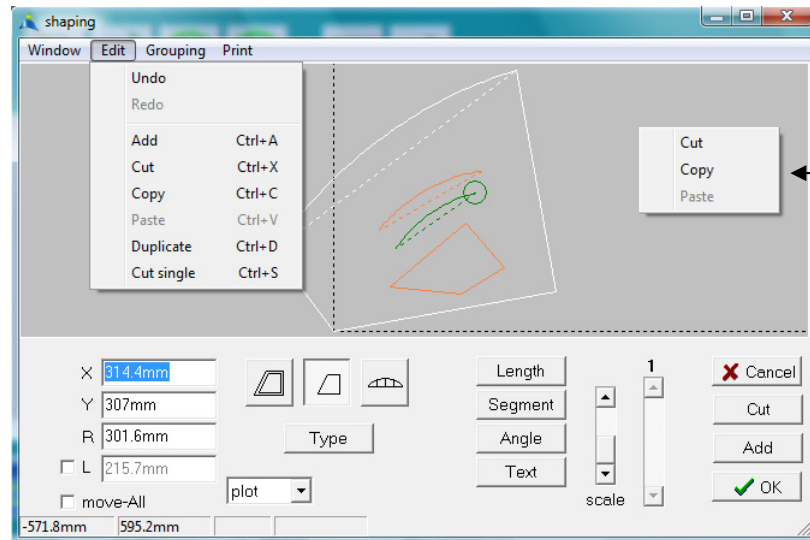 shaping
Window Edit Grouping Print
Undo
Redo
Add Ctrl+A
Cut Ctrl+X
Copy Ctrl+C
Paste Ctrl+V
Duplicate Ctrl+D
Cut single Ctrl+S
Cut
Copy
Paste
X 314.4mm
Y 307mm
R 301.6mm
L 215.7mm
move-All
Type
plot
Length
Segment
Angle
Text
scale
1
Cancel
Cut
Add
OK
-571.8mm 595.2mm